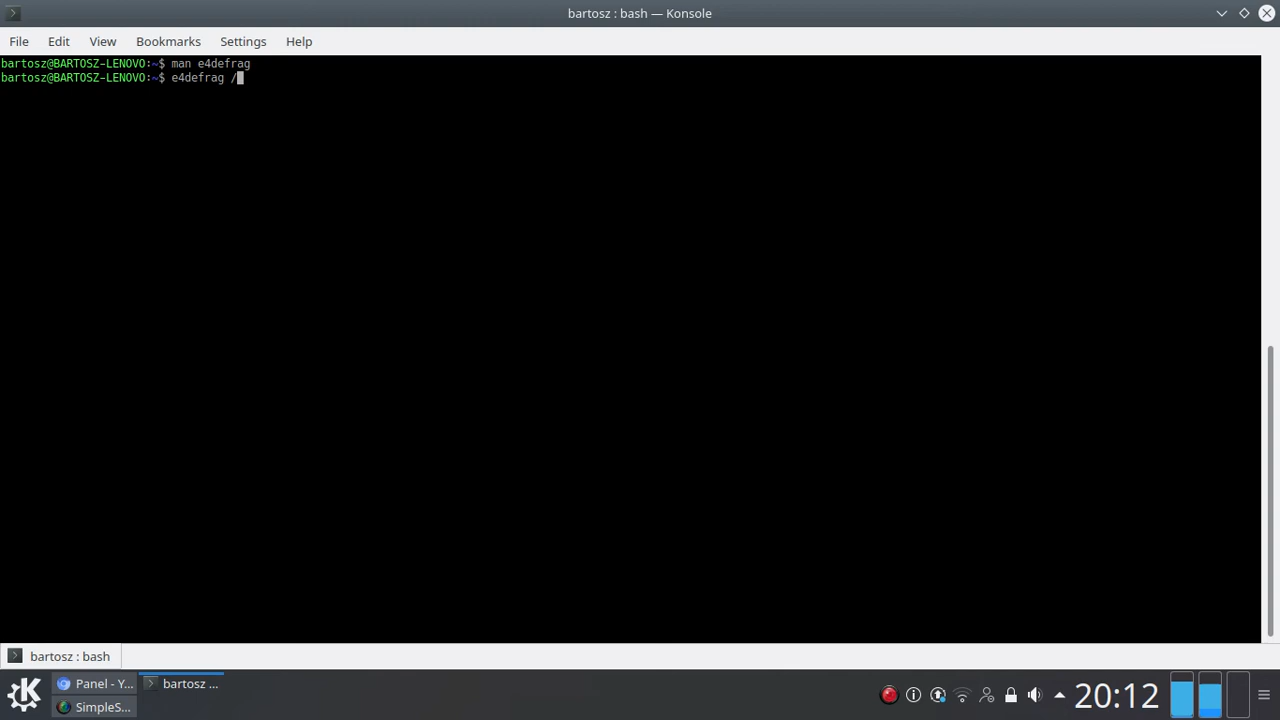 bartosz : bash — Konsole
File Edit View Bookmarks Settings Help
bartosz@BARTOSZ-LENOVO:~$ man e4defrag
bartosz@BARTOSZ-LENOVO:~$ e4defrag /
bartosz : bash
Panel - Y...
bartosz ...
SimpleS...
20:12